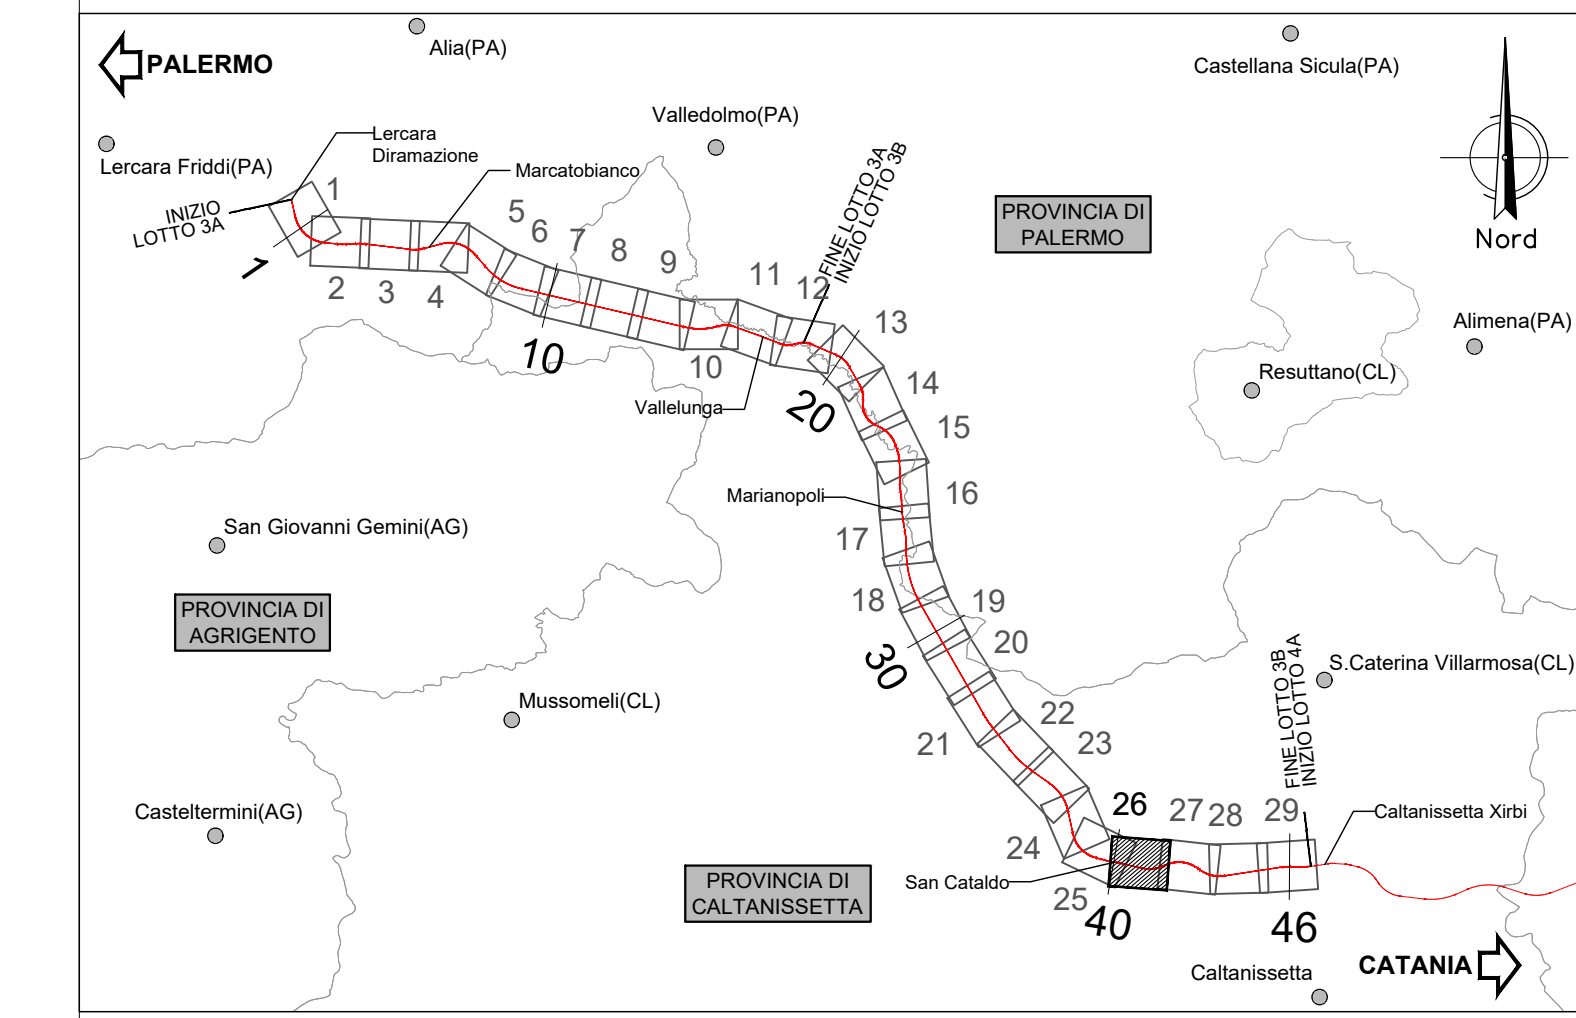 Alia(PA)
PALERMO
Castellana Sicula(PA)
Valledolmo(PA)
Lercara
Diramazione
Lercara Friddi(PA)
Marcatobianco
INIZIO
LOTTO 3A
FINE LOTTO 3A
INIZIO LOTTO 3B
PROVINCIA DI
PALERMO
Nord
1
1
2
3
4
5
6
7
8
9
10
10
11
12
13
20
14
15
Vallelunga
Alimena(PA)
Resuttano(CL)
Marianopoli
16
17
San Giovanni Gemini(AG)
PROVINCIA DI
AGRIGENTO
18
19
20
30
Mussomeli(CL)
S.Caterina Villarmosa(CL)
FINE LOTTO 3B
INIZIO LOTTO 4A
21
22
23
Casteltermini(AG)
24
25
26
27
28
29
Caltanissetta Xirbi
San Cataldo
PROVINCIA DI
CALTANISSETTA
40
46
Caltanissetta
CATANIA